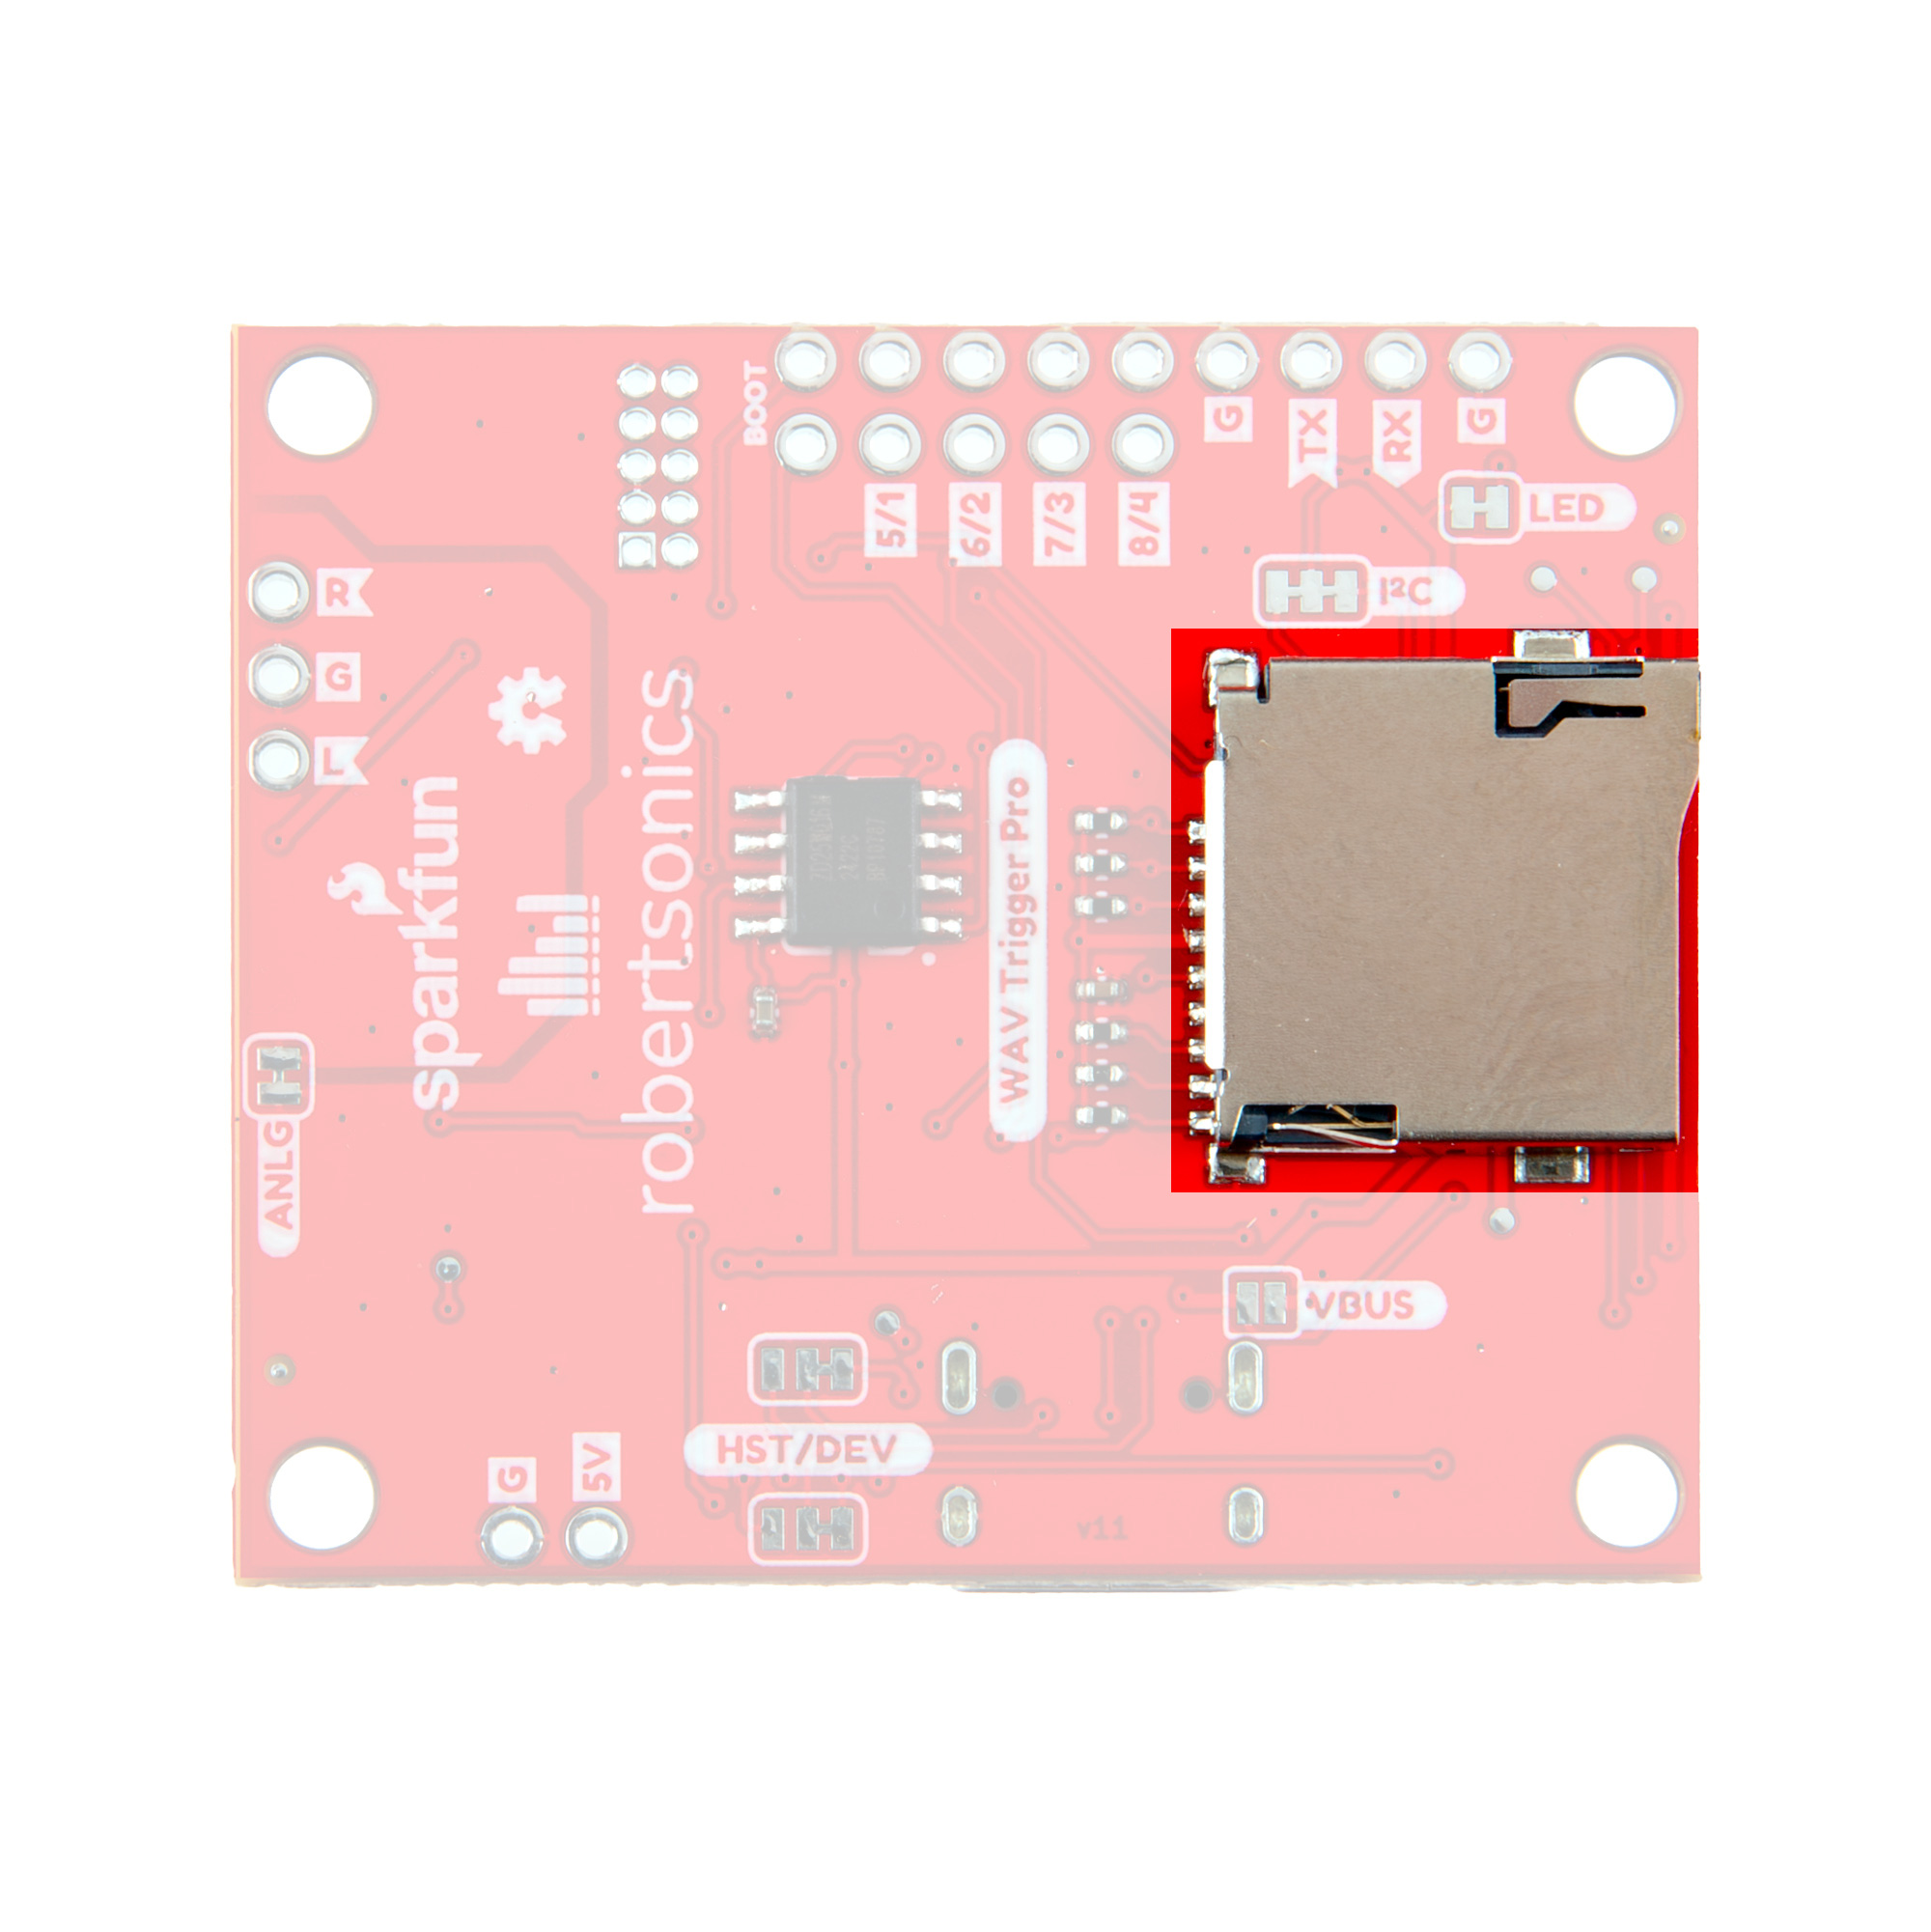 BOOT
G
TX
RX
G
5/1
6/2
7/3
8/4
LED
I²C
R
G
L
sparkfun
robertsonics
WAV Trigger Pro
ANLG
VBUS
HST/DEV
G
5V
v11